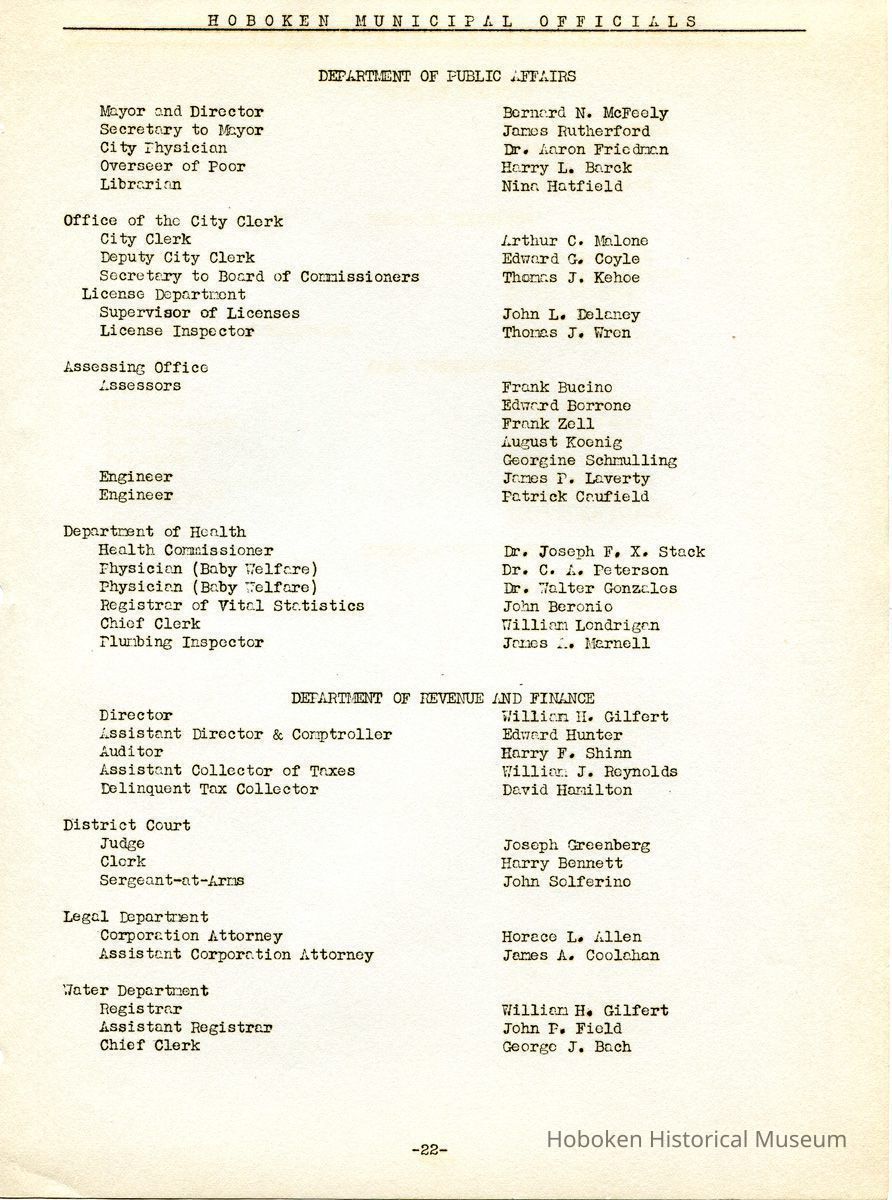 HOBOKEN MUNICIPAL OFFICIALS
DEPARTMENT OF PUBLIC AFFAIRS
Mayor and Director Bernard N. McFeely
Secretary to Mayor James Rutherford
City Physician Dr. Aaron Friedman
Overseer of Poor Harry L. Barck
Librarian Nina Hatfield
Office of the City Clerk
City Clerk Arthur C. Malone
Deputy City Clerk Edward G. Coyle
Secretary to Board of Commissioners Thomas J. Kehoe
License Department
Supervisor of Licenses John L. Delaney
License Inspector Thomas J. Wren
Assessing Office
Assessors Frank Bucino
Edward Borrone
Frank Zell
August Koenig
Georgine Schmulling
Engineer James P. Laverty
Engineer Patrick Caufield
Department of Health
Health Commissioner Dr. Joseph F. X. Stack
Physician (Baby Welfare) Dr. C. A. Peterson
Physician (Baby Welfare) Dr. Walter Gonzales
Registrar of Vital Statistics John Beronio
Chief Clerk William Londrigan
Plumbing Inspector James A. Marnell
DEPARTMENT OF REVENUE AND FINANCE
Director William H. Gilfert
Assistant Director & Comptroller Edward Hunter
Auditor Harry F. Shinn
Assistant Collector of Taxes William J. Reynolds
Delinquent Tax Collector David Hamilton
District Court
Judge Joseph Greenberg
Clerk Harry Bennett
Sergeant-at-Arms John Solferino
Legal Department
Corporation Attorney Horace L. Allen
Assistant Corporation Attorney James A. Coolahan
Water Department
Registrar William H. Gilfert
Assistant Registrar John P. Field
Chief Clerk George J. Bach
-22-
Hoboken Historical Museum